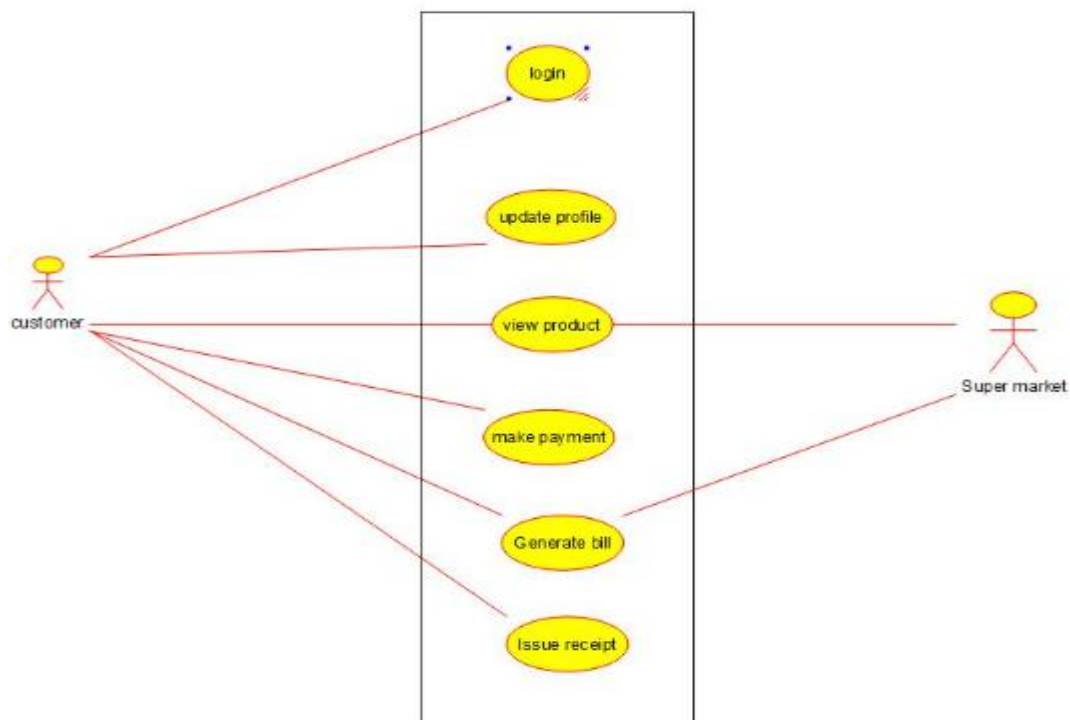 login
update profile
customer
view product
Super market
make payment
Generate bill
Issue receipt